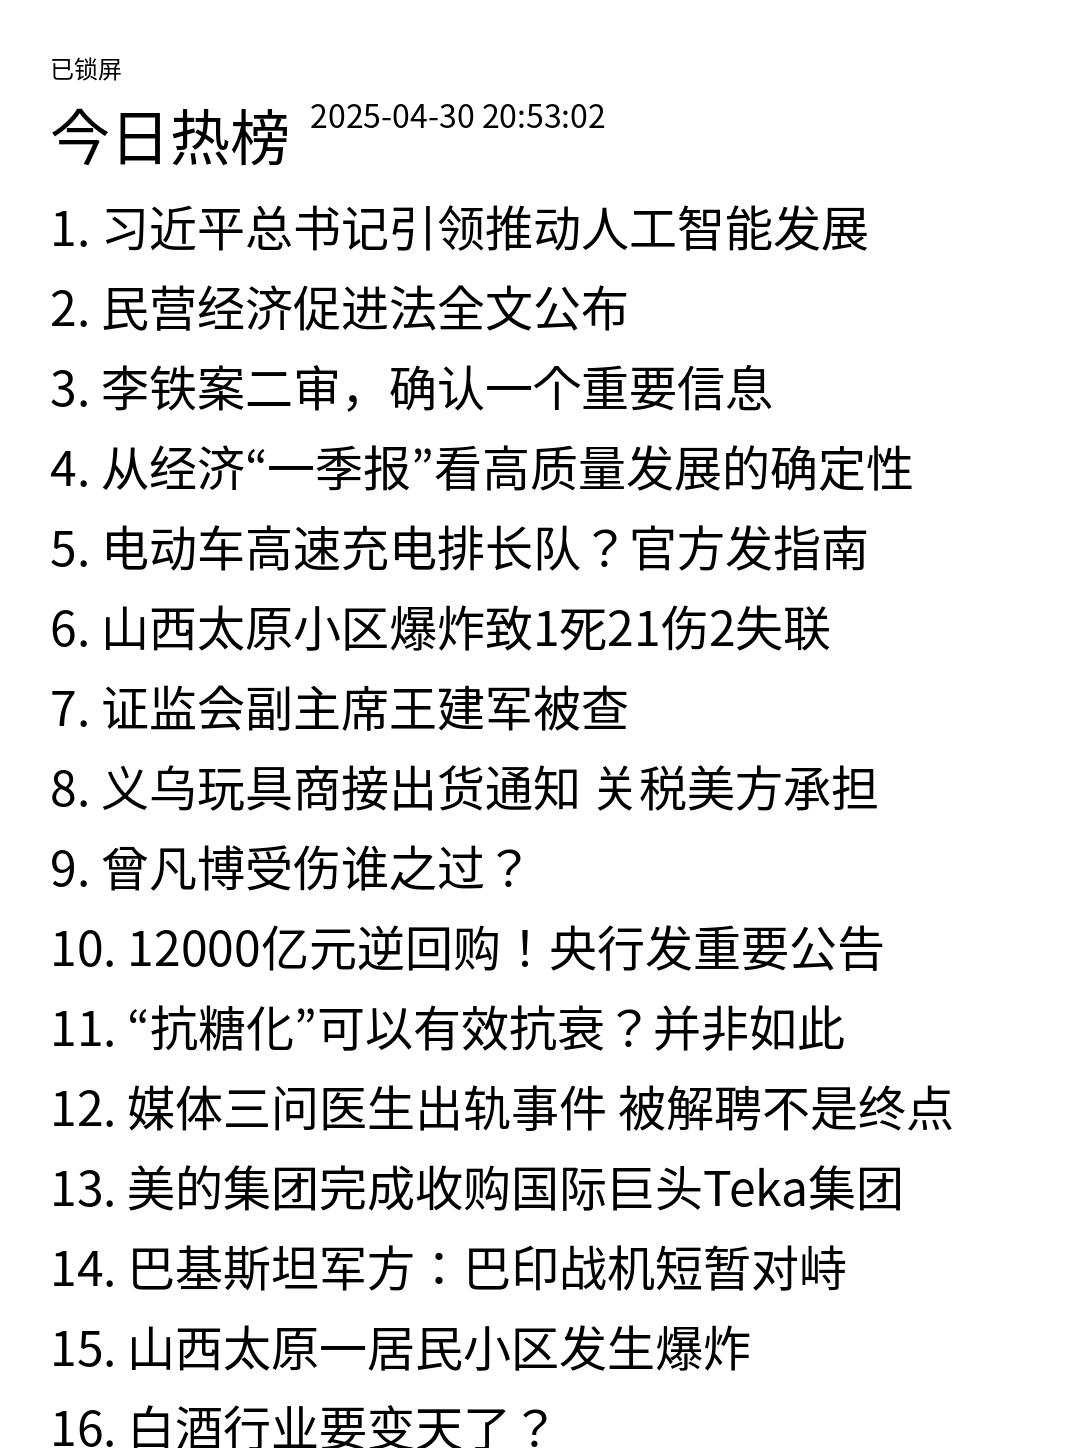 已锁屏
今日热榜 2025-04-30 20:53:02
1. 习近平总书记引领推动人工智能发展
2. 民营经济促进法全文公布
3. 李铁案二审，确认一个重要信息
4. 从经济“一季报”看高质量发展的确定性
5. 电动车高速充电排长队？官方发指南
6. 山西太原小区爆炸致1死21伤2失联
7. 证监会副主席王建军被查
8. 义乌玩具商接出货通知 关税美方承担
9. 曾凡博受伤谁之过？
10. 12000亿元逆回购！央行发重要公告
11. “抗糖化”可以有效抗衰？并非如此
12. 媒体三问医生出轨事件 被解聘不是终点
13. 美的集团完成收购国际巨头Teka集团
14. 巴基斯坦军方：巴印战机短暂对峙
15. 山西太原一居民小区发生爆炸
16. 白酒行业要变天了？